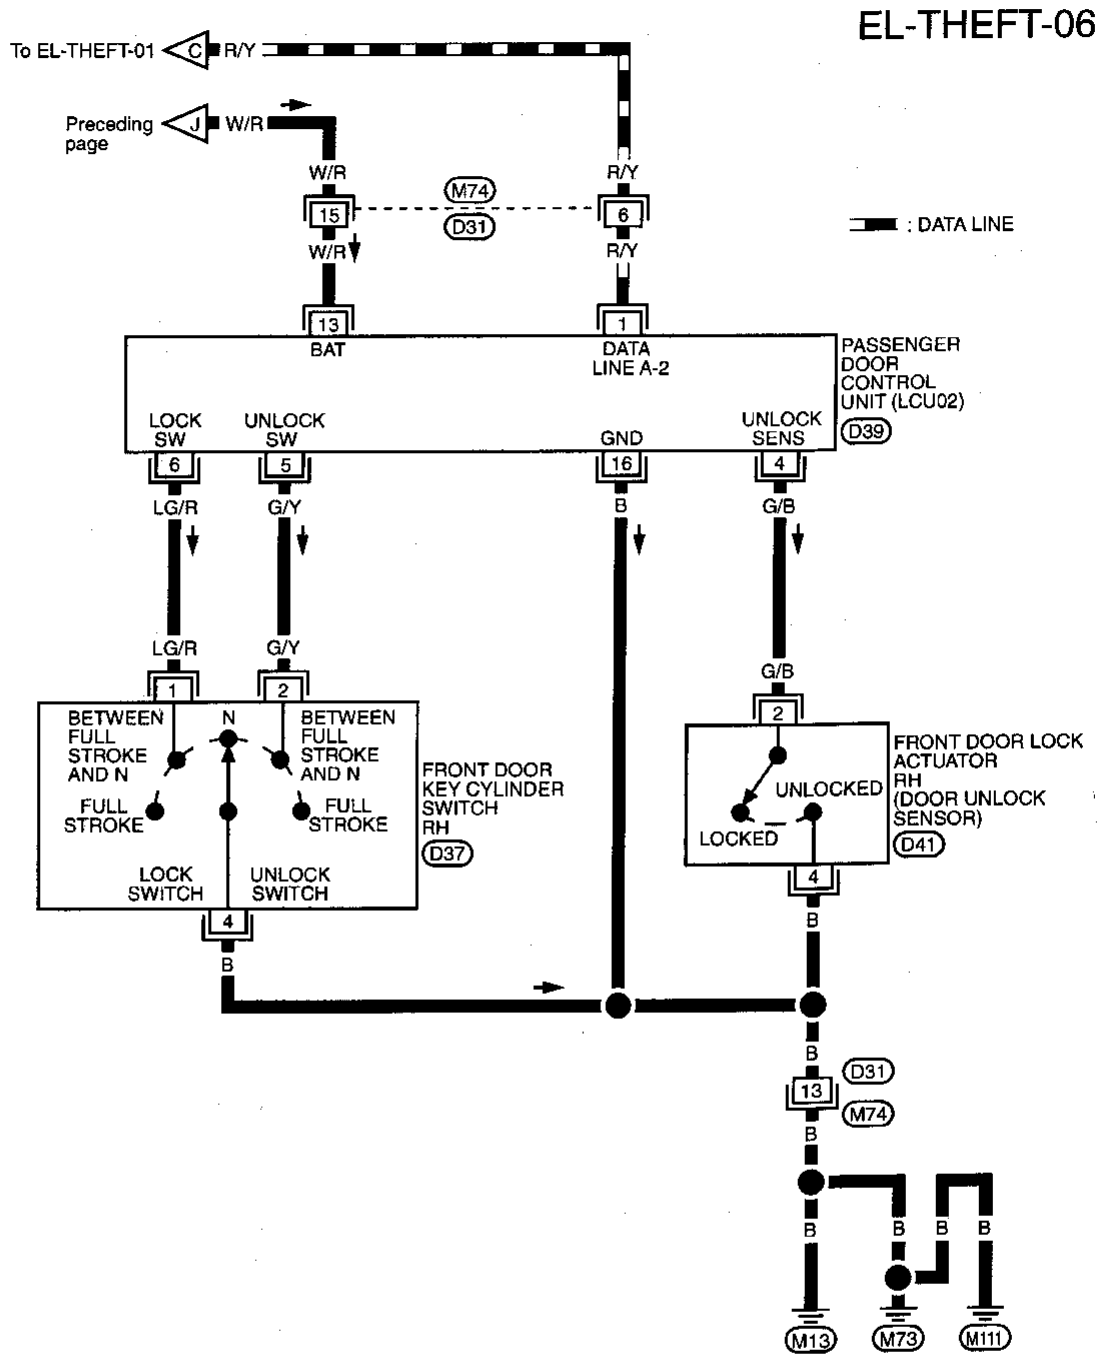 EL-THEFT-06
To EL-THEFT-01
C
R/Y
Preceding
page
J
W/R
W/R
R/Y
M74
15
6
D31
W/R
R/Y
: DATA LINE
13
1
BAT
DATA
LINE A-2
PASSENGER
DOOR
CONTROL
UNIT (LCU02)
D39
LOCK
SW
UNLOCK
SW
GND
UNLOCK
SENS
6
5
16
4
LG/R
G/Y
B
G/B
LG/R
G/Y
G/B
1
2
2
BETWEEN
FULL
STROKE
AND N
N
BETWEEN
FULL
STROKE
AND N
FULL
STROKE
FULL
STROKE
LOCK
SWITCH
UNLOCK
SWITCH
FRONT DOOR
KEY CYLINDER
SWITCH
RH
D37
UNLOCKED
LOCKED
FRONT DOOR LOCK
ACTUATOR
RH
(DOOR UNLOCK
SENSOR)
D41
4
4
B
B
B
D31
13
M74
B
B
B
B
B
M13
M73
M111